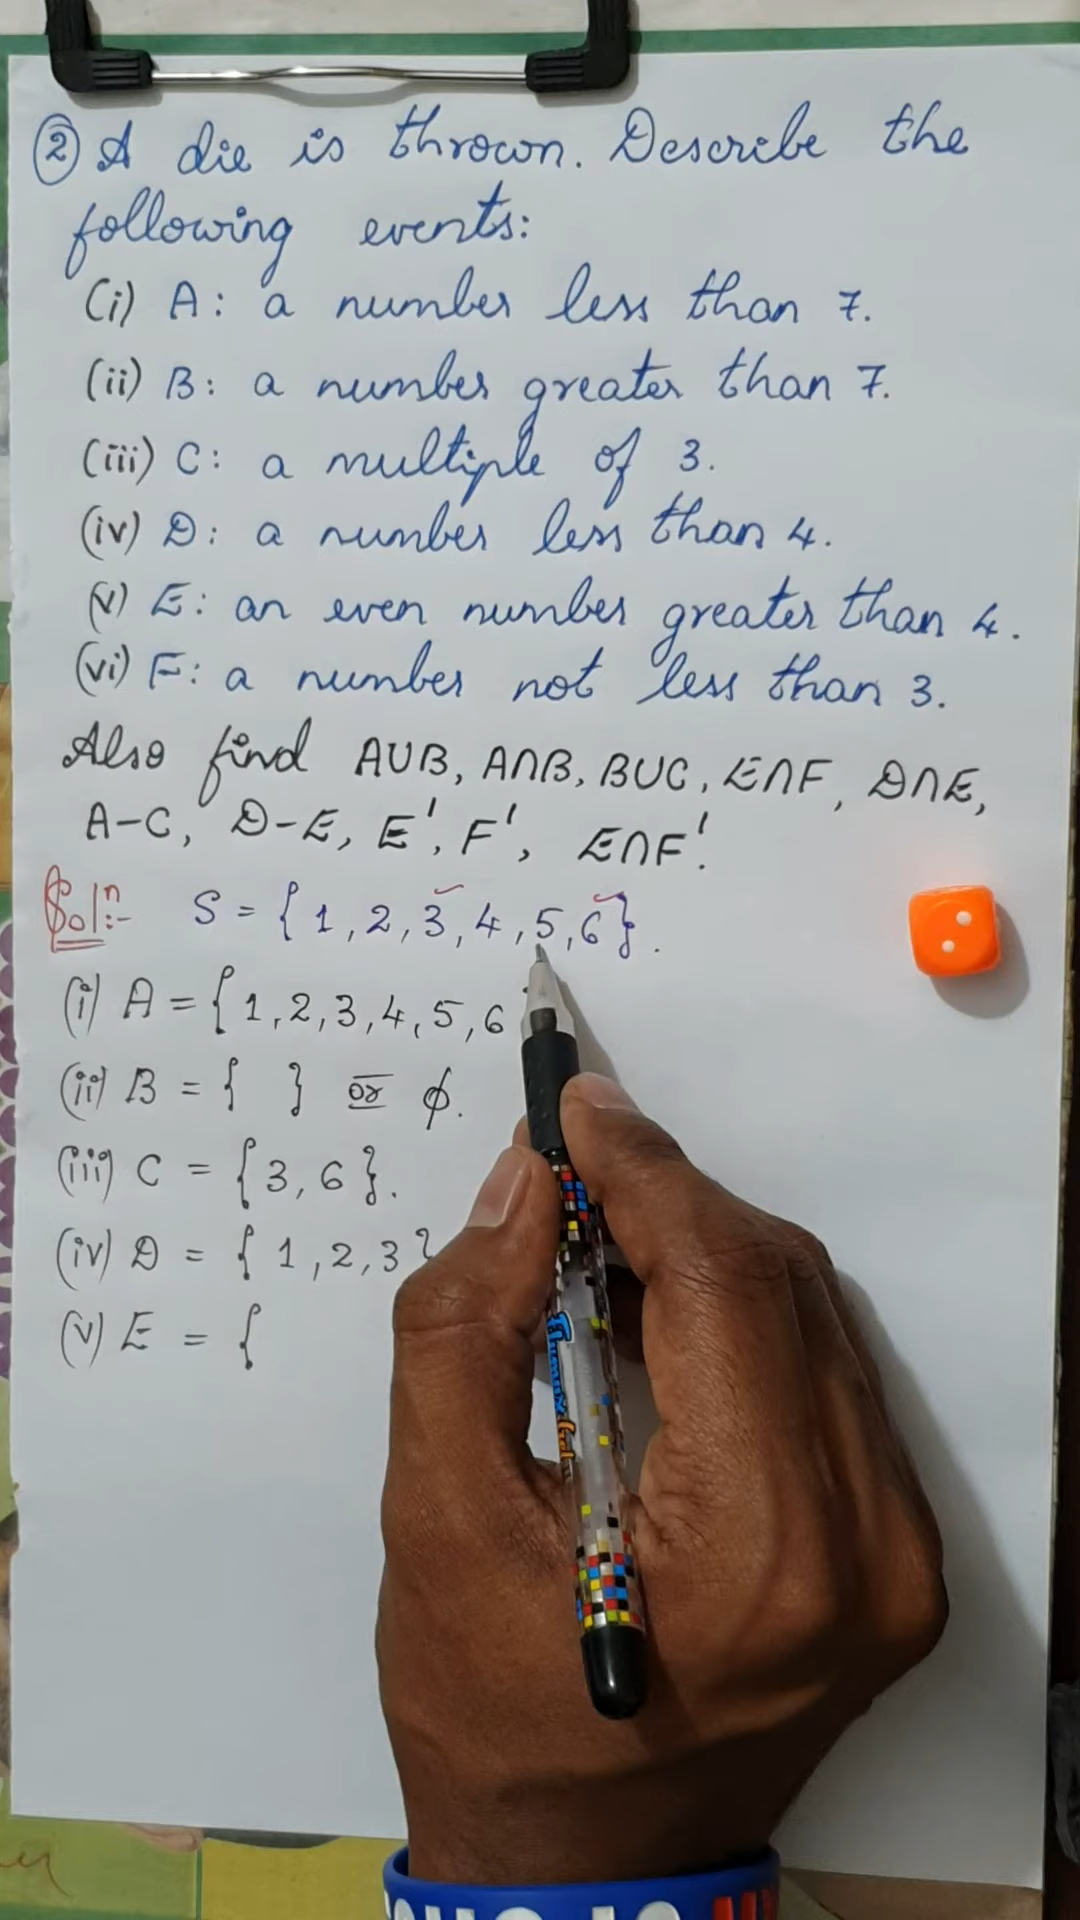 ② A die is thrown. Describe the
following events:
(i) A: a number less than 7.
(ii) B: a number greater than 7.
(iii) C: a multiple of 3.
(iv) D: a number less than 4.
(v) E: an even number greater than 4.
(vi) F: a number not less than 3.
Also find A∪B, A∩B, B∪C, E∩F, D∩E,
A-C, D-E, E', F', E∩F'.
Solⁿ:- S = { 1, 2, 3, 4, 5, 6 }.
(i) A = { 1, 2, 3, 4, 5, 6
(ii) B = { } or ϕ.
(iii) C = { 3, 6 }.
(iv) D = { 1, 2, 3 }
(v) E = {